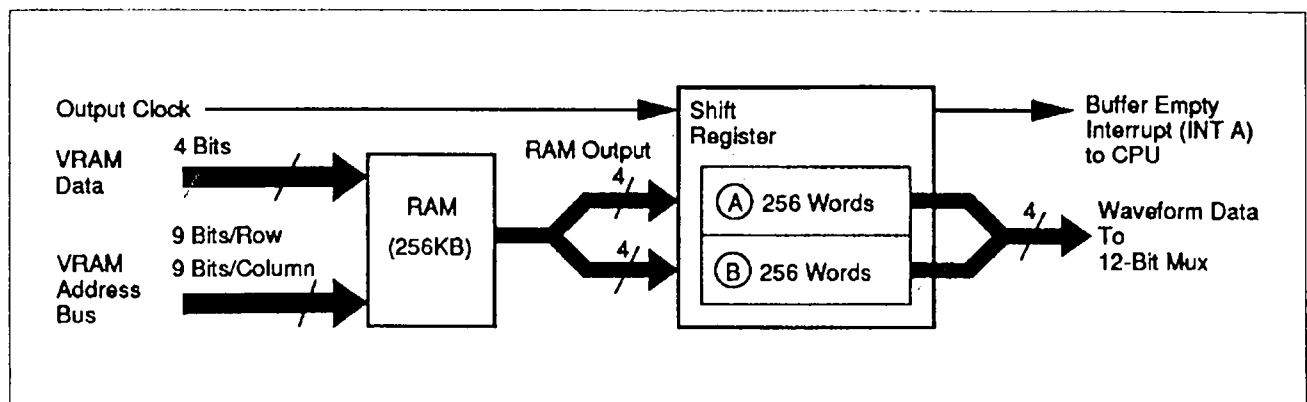 Output Clock
VRAM
Data
4 Bits
9 Bits/Row
9 Bits/Column
VRAM
Address
Bus
RAM
(256KB)
RAM Output
4
4
Shift
Register
A 256 Words
B 256 Words
4
Buffer Empty
Interrupt (INT A)
to CPU
Waveform Data
To
12-Bit Mux